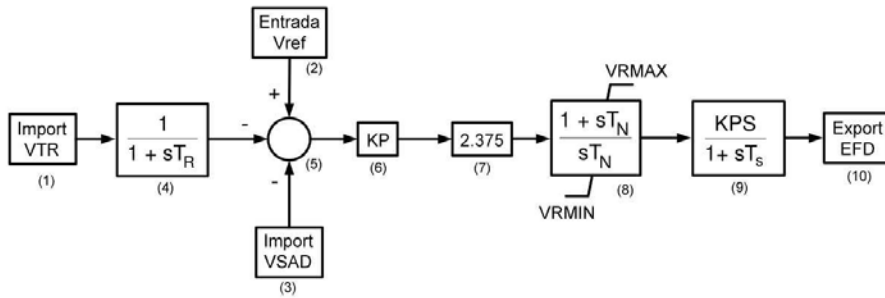 Entrada
Vref
(2)
VRMAX
+
Import
VTR
(1)
1
1 + sT_R
(4)
-
(5)
KP
(6)
2.375
(7)
1 + sT_N
sT_N
(8)
KPS
1+ sT_s
(9)
Export
EFD
(10)
-
VRMIN
Import
VSAD
(3)